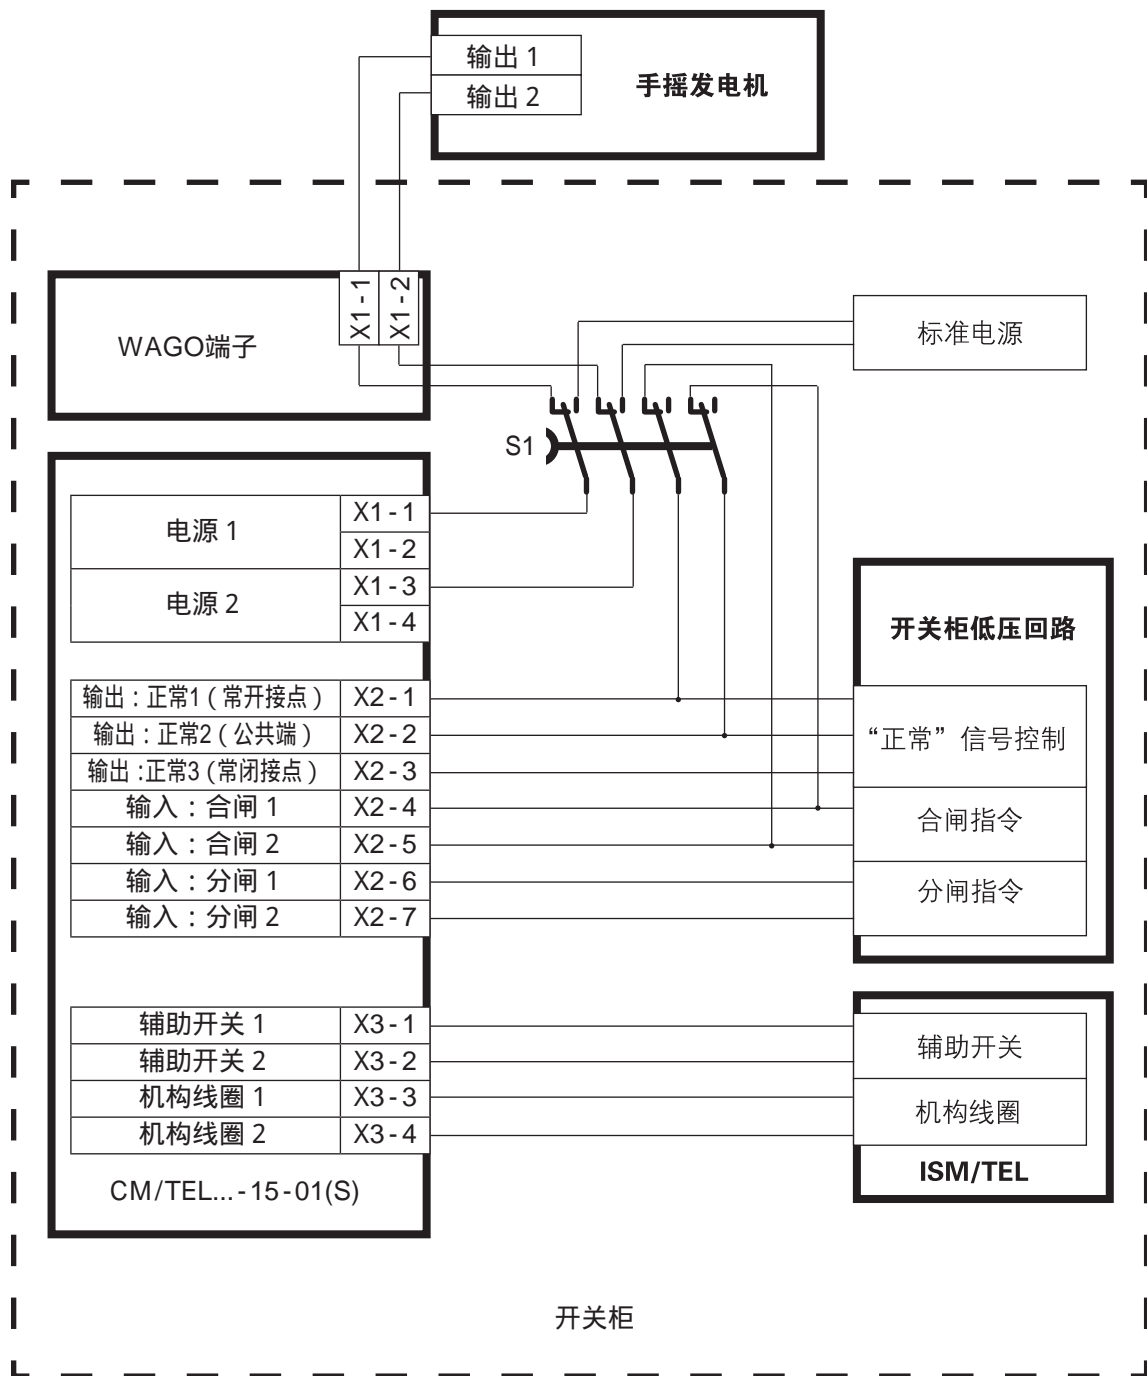 输出 1
输出 2
手摇发电机
X1-1
X1-2
WAGO端子
标准电源
S1
电源 1
X1-1
X1-2
电源 2
X1-3
X1-4
开关柜低压回路
输出：正常1（常开接点）
X2-1
输出：正常2（公共端）
X2-2
“正常”信号控制
输出：正常3（常闭接点）
X2-3
输入：合闸 1
X2-4
合闸指令
输入：合闸 2
X2-5
输入：分闸 1
X2-6
分闸指令
输入：分闸 2
X2-7
辅助开关 1
X3-1
辅助开关
辅助开关 2
X3-2
机构线圈 1
X3-3
机构线圈
机构线圈 2
X3-4
ISM/TEL
CM/TEL...-15-01(S)
开关柜